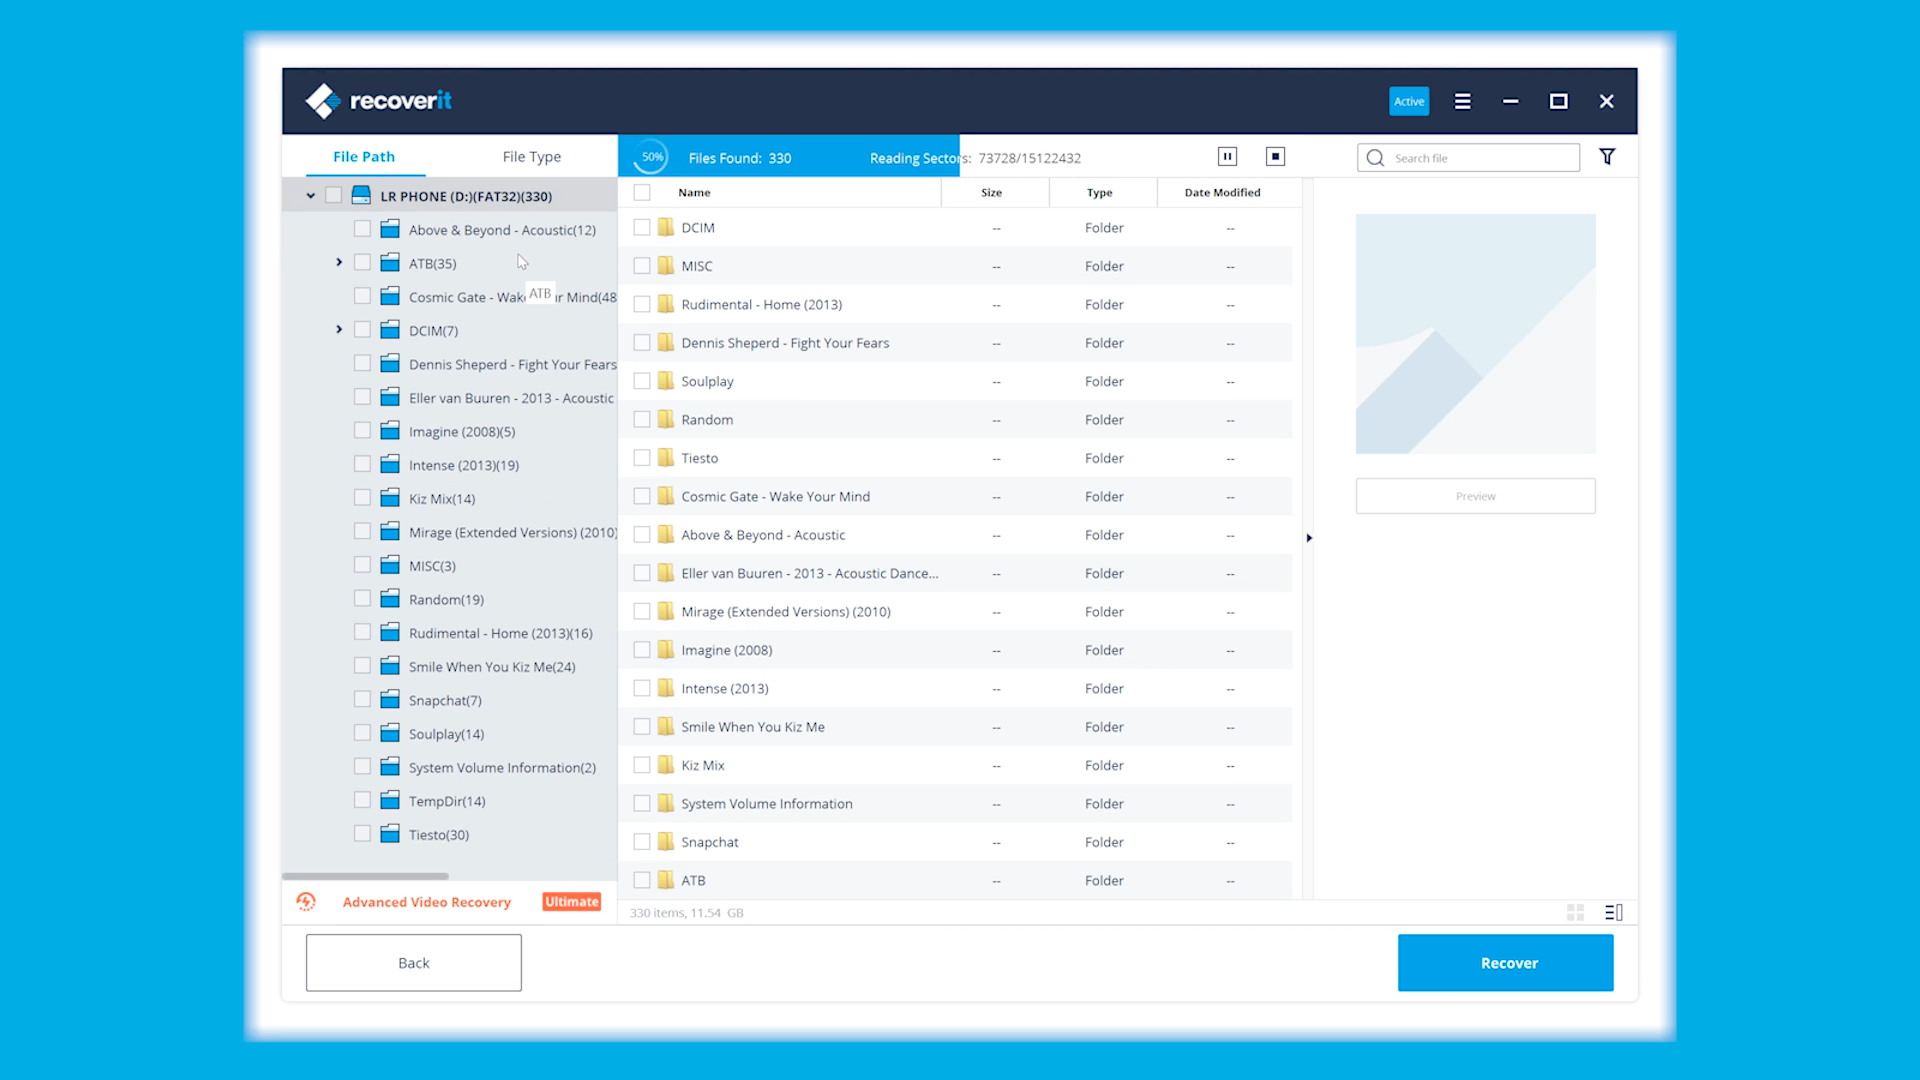 recoverit
Active
File Path
File Type
50%
Files Found: 330
Reading Sectors: 73728/15122432
Search file
LR PHONE (D:)(FAT32)(330)
Above & Beyond - Acoustic(12)
ATB(35)
Cosmic Gate - Wake ur Mind(48
ATB
DCIM(7)
Dennis Sheperd - Fight Your Fears
Eller van Buuren - 2013 - Acoustic
Imagine (2008)(5)
Intense (2013)(19)
Kiz Mix(14)
Mirage (Extended Versions) (2010)
MISC(3)
Random(19)
Rudimental - Home (2013)(16)
Smile When You Kiz Me(24)
Snapchat(7)
Soulplay(14)
System Volume Information(2)
TempDir(14)
Tiesto(30)
Advanced Video Recovery
Ultimate
Name Size Type Date Modified
DCIM -- Folder --
MISC -- Folder --
Rudimental - Home (2013) -- Folder --
Dennis Sheperd - Fight Your Fears -- Folder --
Soulplay -- Folder --
Random -- Folder --
Tiesto -- Folder --
Cosmic Gate - Wake Your Mind -- Folder --
Above & Beyond - Acoustic -- Folder --
Eller van Buuren - 2013 - Acoustic Dance... -- Folder --
Mirage (Extended Versions) (2010) -- Folder --
Imagine (2008) -- Folder --
Intense (2013) -- Folder --
Smile When You Kiz Me -- Folder --
Kiz Mix -- Folder --
System Volume Information -- Folder --
Snapchat -- Folder --
ATB -- Folder --
330 items, 11.54 GB
Preview
Back
Recover